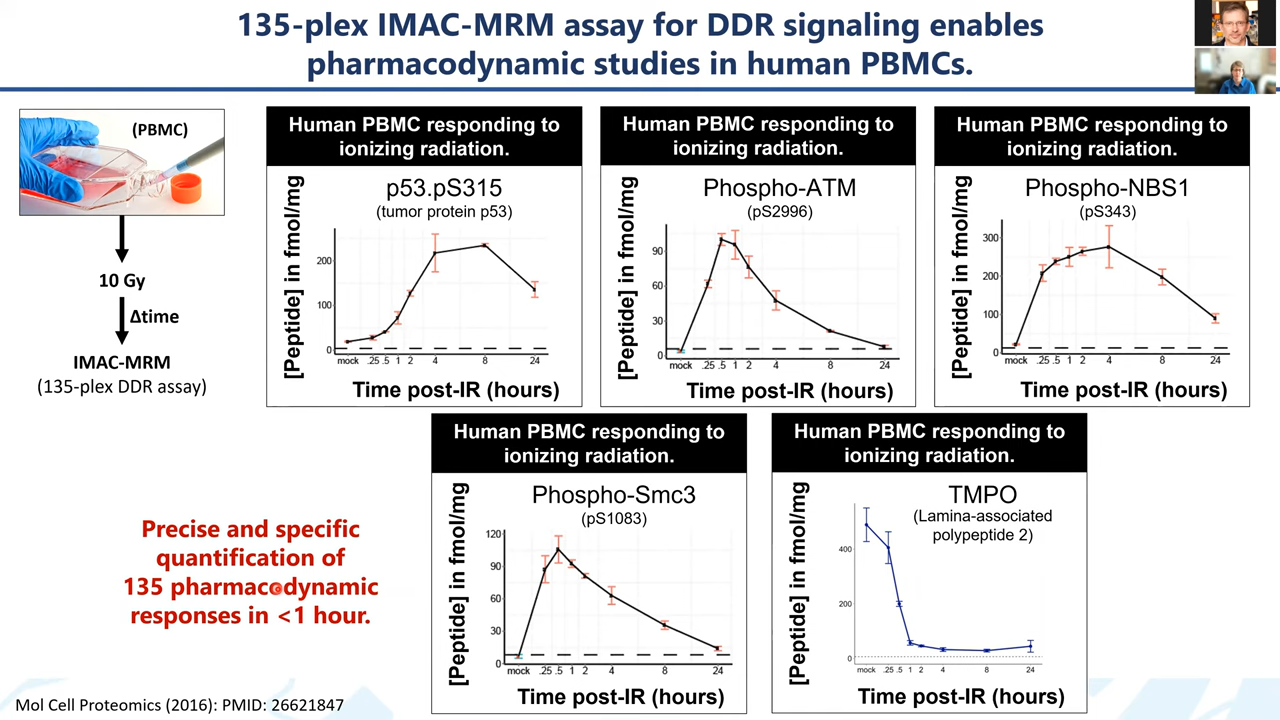 135-plex IMAC-MRM assay for DDR signaling enables
pharmacodynamic studies in human PBMCs.
(PBMC)
10 Gy
Δtime
IMAC-MRM
(135-plex DDR assay)
Human PBMC responding to
ionizing radiation.
p53.pS315
(tumor protein p53)
[Peptide] in fmol/mg
200
100
0
mock .25 .5 1 2 4 8 24
Time post-IR (hours)
Human PBMC responding to
ionizing radiation.
Phospho-ATM
(pS2996)
[Peptide] in fmol/mg
90
60
30
0
mock .25 .5 1 2 4 8 24
Time post-IR (hours)
Human PBMC responding to
ionizing radiation.
Phospho-NBS1
(pS343)
[Peptide] in fmol/mg
300
200
100
0
mock .25 .5 1 2 4 8 24
Time post-IR (hours)
Human PBMC responding to
ionizing radiation.
Phospho-Smc3
(pS1083)
[Peptide] in fmol/mg
120
90
60
30
0
mock .25 .5 1 2 4 8 24
Time post-IR (hours)
Human PBMC responding to
ionizing radiation.
TMPO
(Lamina-associated
polypeptide 2)
[Peptide] in fmol/mg
400
200
0
mock .25 .5 1 2 4 8 24
Time post-IR (hours)
Precise and specific
quantification of
135 pharmacodynamic
responses in <1 hour.
Mol Cell Proteomics (2016): PMID: 26621847